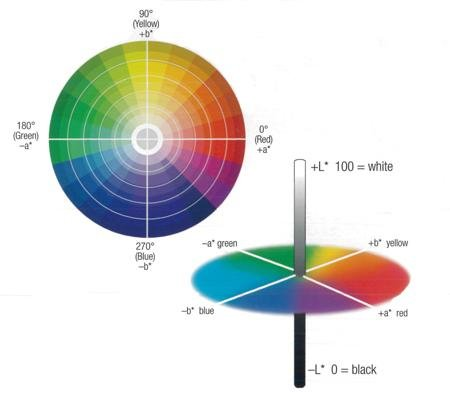 90°
(Yellow)
+b*
180°
(Green)
–a*
0°
(Red)
+a*
270°
(Blue)
–b*
+L* 100 = white
–a* green
+b* yellow
–b* blue
+a* red
–L* 0 = black